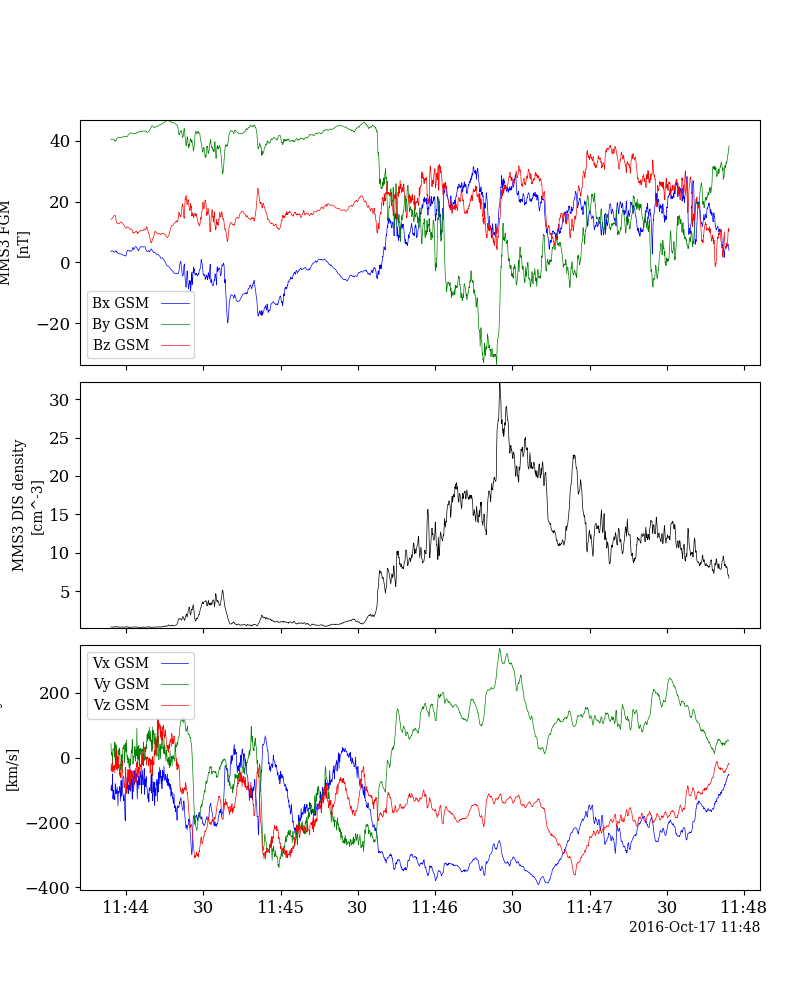 40
20
0
−20
MMS3 FGM
[nT]
Bx GSM
By GSM
Bz GSM
30
25
20
15
10
5
MMS3 DIS density
[cm^-3]
Vx GSM
Vy GSM
Vz GSM
200
0
−200
−400
[km/s]
11:44 30 11:45 30 11:46 30 11:47 30 11:48
2016-Oct-17 11:48